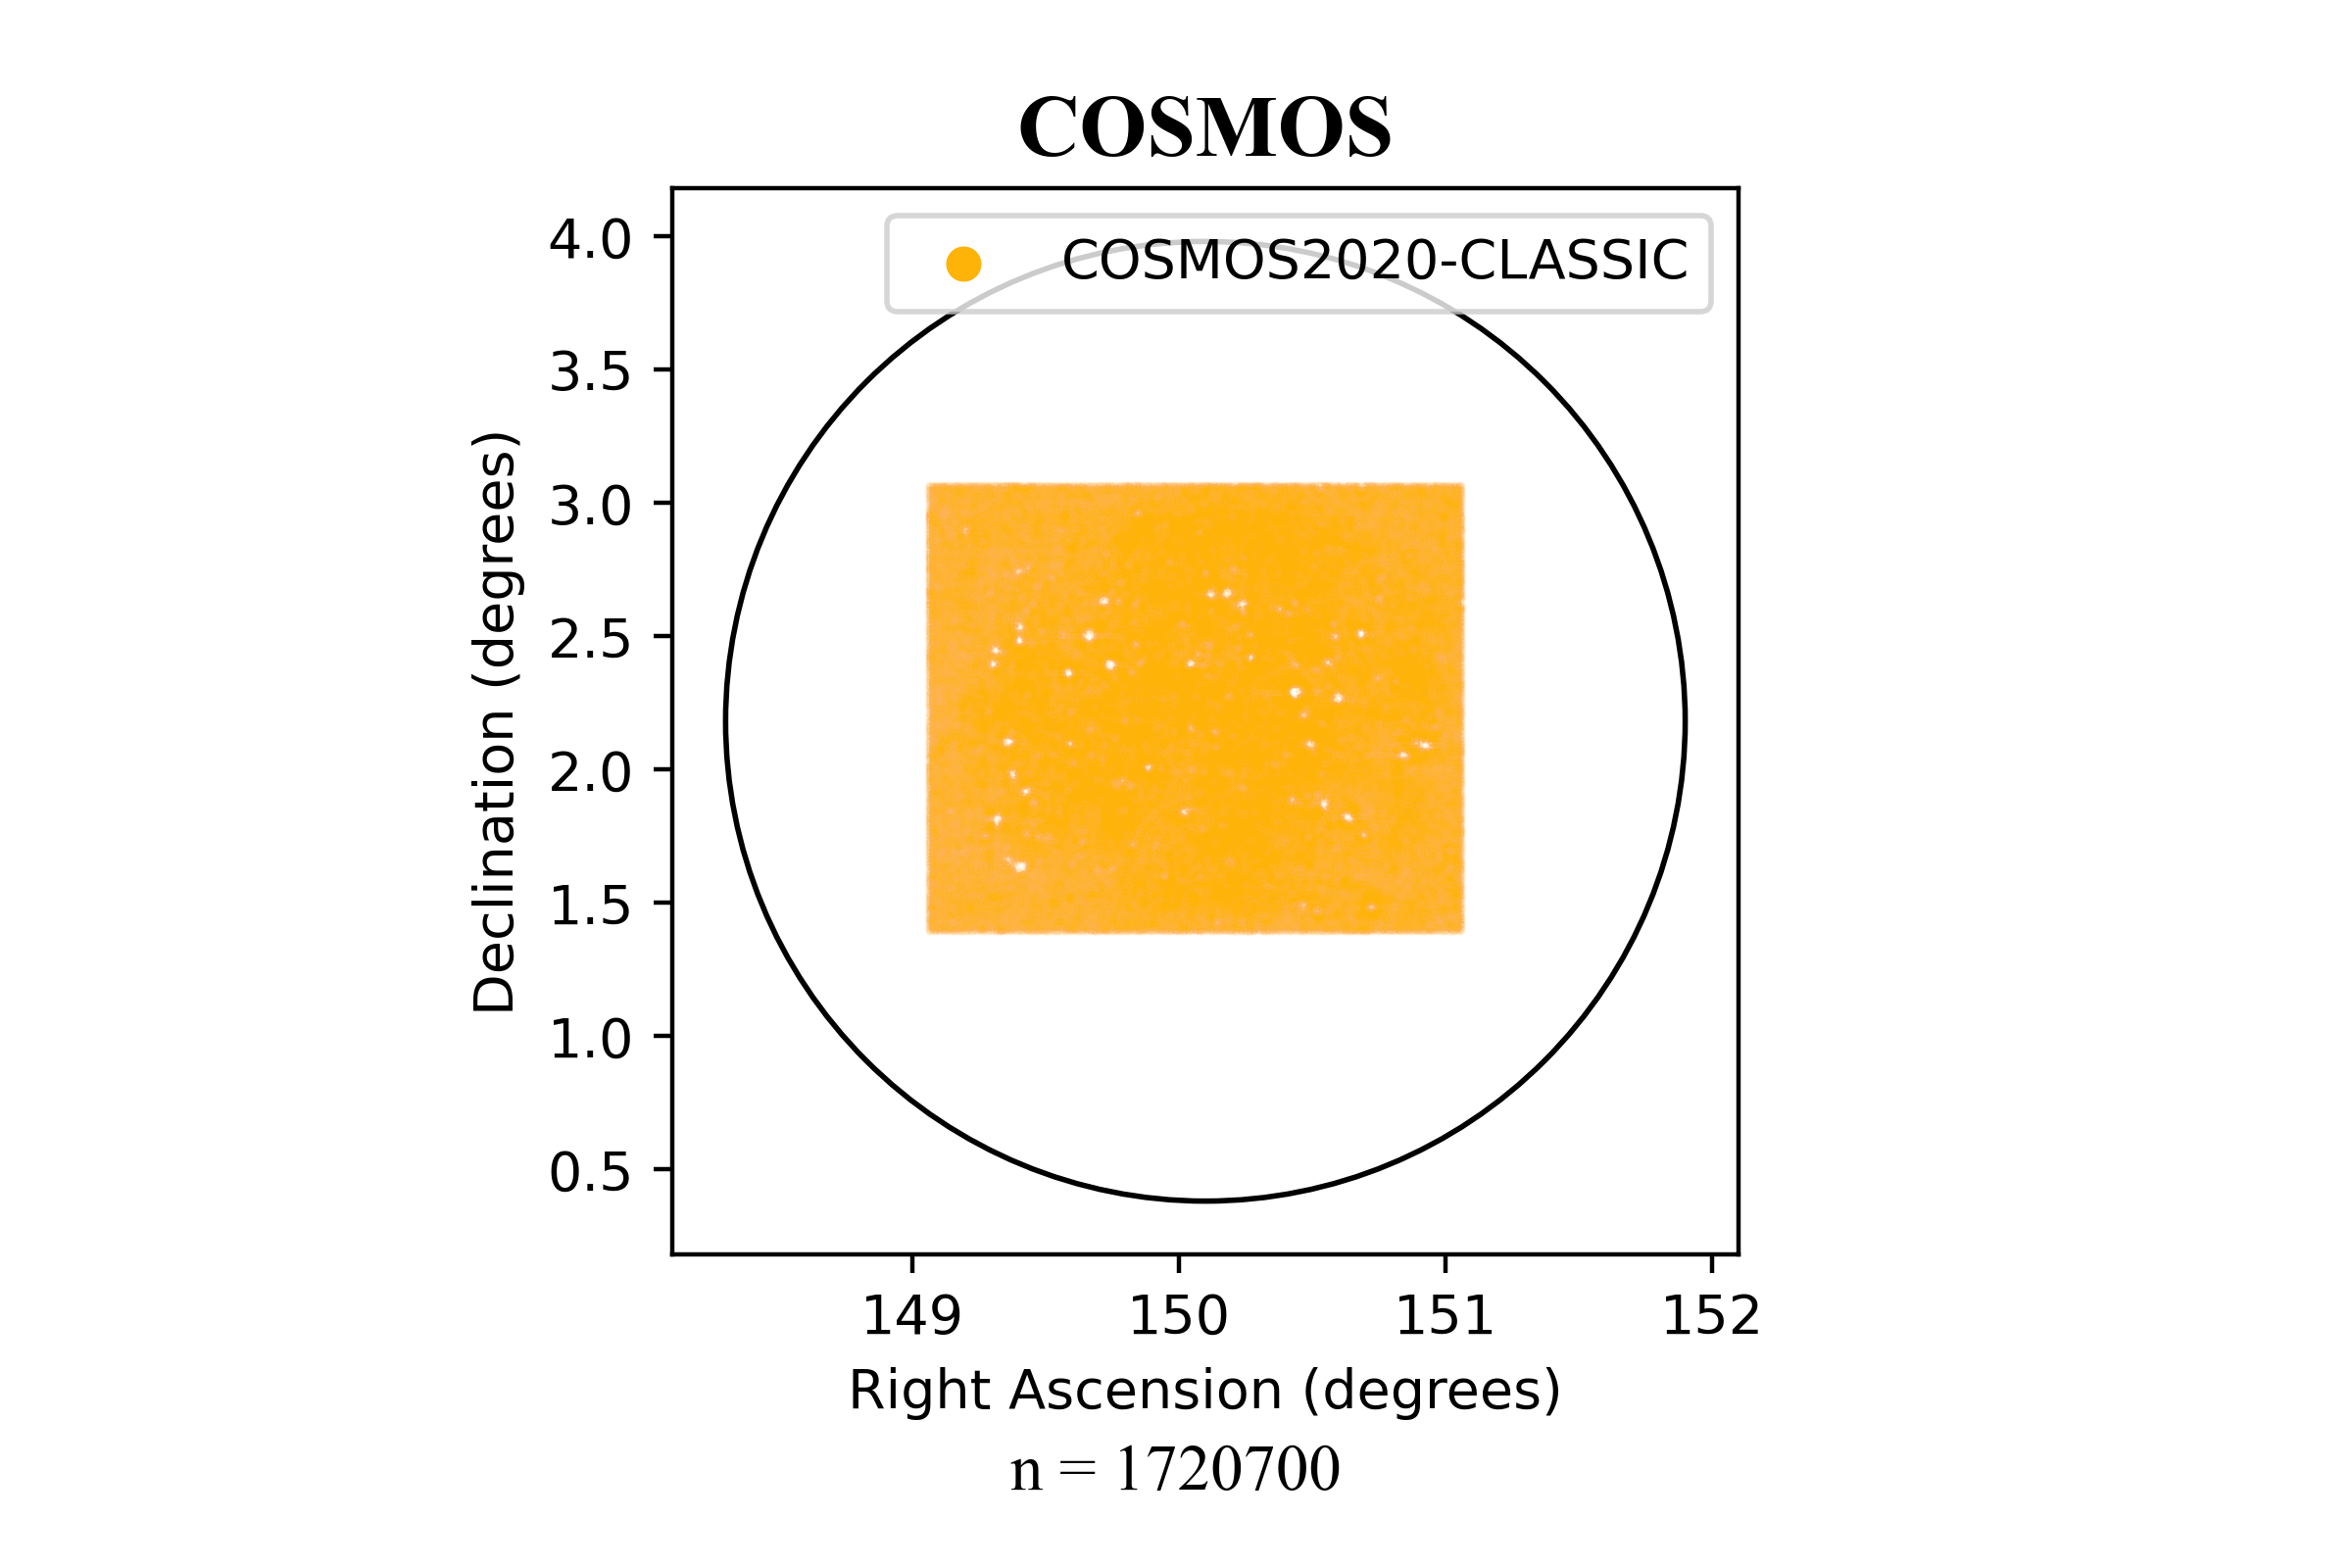 COSMOS
COSMOS2020-CLASSIC
4.0
3.5
3.0
2.5
2.0
1.5
1.0
0.5
Declination (degrees)
149 150 151 152
Right Ascension (degrees)
n = 1720700